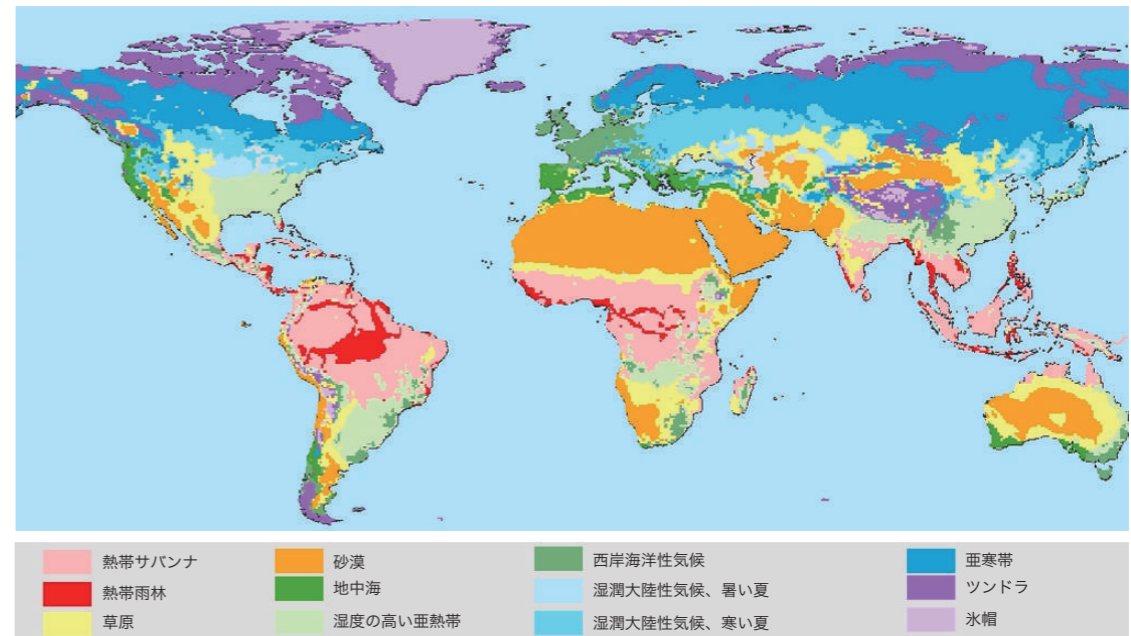 熱帯サバンナ
熱帯雨林
草原
砂漠
地中海
湿度の高い亜熱帯
西岸海洋性気候
湿潤大陸性気候、暑い夏
湿潤大陸性気候、寒い夏
亜寒帯
ツンドラ
氷帽